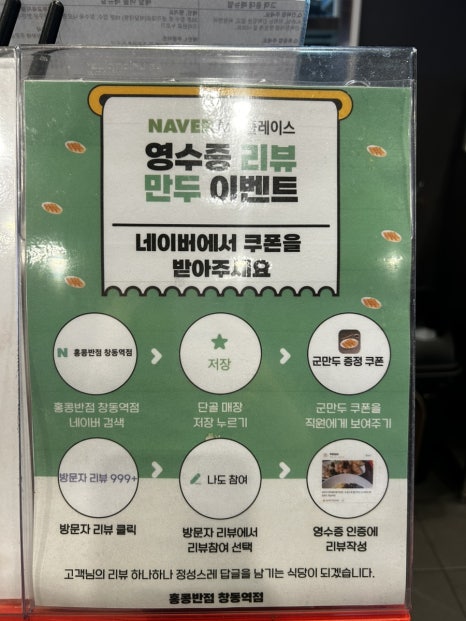 NAVER
플레이스
영수증 리뷰
만두 이벤트
네이버에서 쿠폰을
받아주세요
N 홍콩반점 창동역점
저장
군만두 증정 쿠폰
홍콩반점 창동역점
네이버 검색
단골 매장
저장 누르기
군만두 쿠폰을
직원에게 보여주기
방문자 리뷰 999+
나도 참여
방문자 리뷰 클릭
방문자 리뷰에서
리뷰참여 선택
영수증 인증에
리뷰작성
고객님의 리뷰 하나하나 정성스레 답글을 남기는 식당이 되겠습니다.
홍콩반점 창동역점